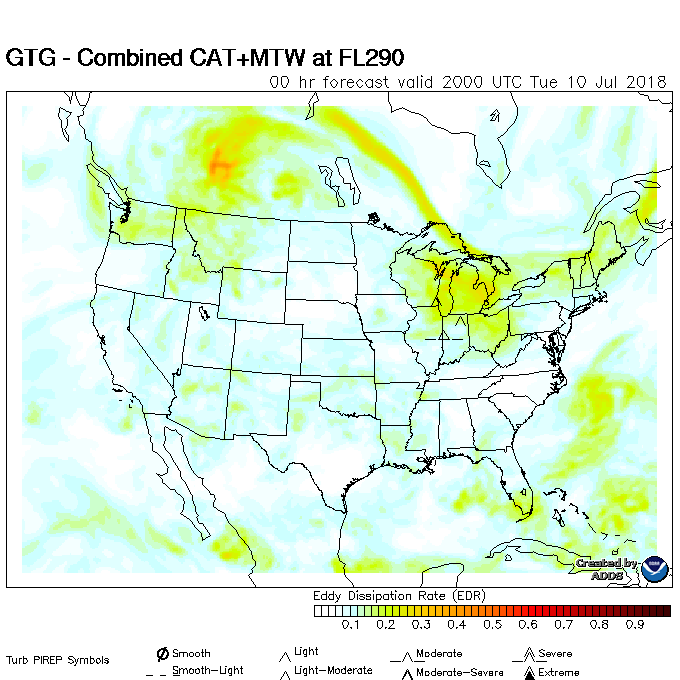 GTG - Combined CAT+MTW at FL290
00 hr forecast valid 2000 UTC Tue 10 Jul 2018
Created by
ADDS
Eddy Dissipation Rate (EDR)
0.1 0.2 0.3 0.4 0.5 0.6 0.7 0.8 0.9
Turb PIREP Symbols
Smooth Light Moderate Severe
Smooth-Light Light-Moderate Moderate-Severe Extreme